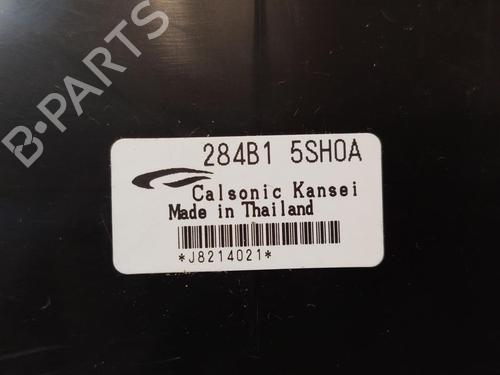 B-PARTS
284B1 5SH0A
Calsonic Kansei
Made in Thailand
*J8214021*